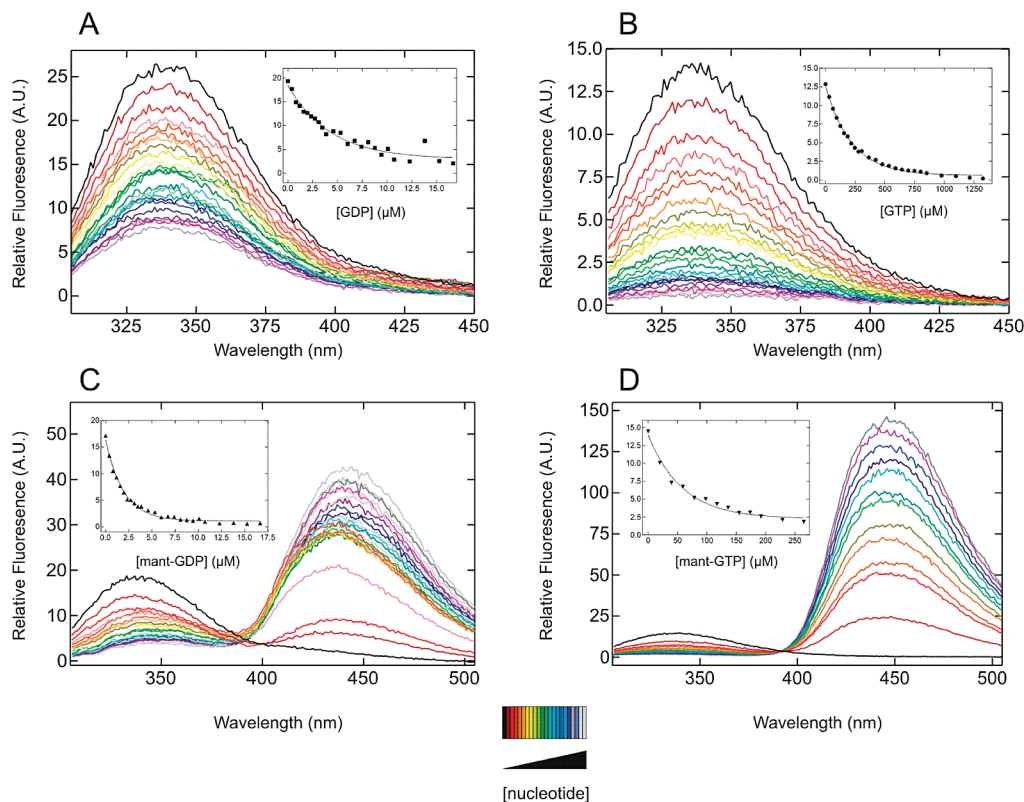 A
Relative Fluorescence (A.U.)
25
20
15
10
5
0
20
15
10
5
0
0.0 2.5 5.0 7.5 10.0 12.5 15.0
[GDP] (µM)
325 350 375 400 425 450
Wavelength (nm)
B
Relative Fluorescence (A.U.)
15.0
12.5
10.0
7.5
5.0
2.5
0.0
15.0
12.5
10.0
7.5
5.0
2.5
0.0
0 250 500 750 1000 1250
[GTP] (µM)
325 350 375 400 425 450
Wavelength (nm)
C
Relative Fluorescence (A.U.)
50
40
30
20
10
0
20
15
10
5
0
0.0 2.5 5.0 7.5 10.0 12.5 15.0 17.5
[mant-GDP] (µM)
350 400 450 500
Wavelength (nm)
D
Relative Fluorescence (A.U.)
150
125
100
75
50
25
0
15.0
12.5
10.0
7.5
5.0
2.5
0.0
0 50 100 150 200 250
[mant-GTP] (µM)
350 400 450 500
Wavelength (nm)
[nucleotide]